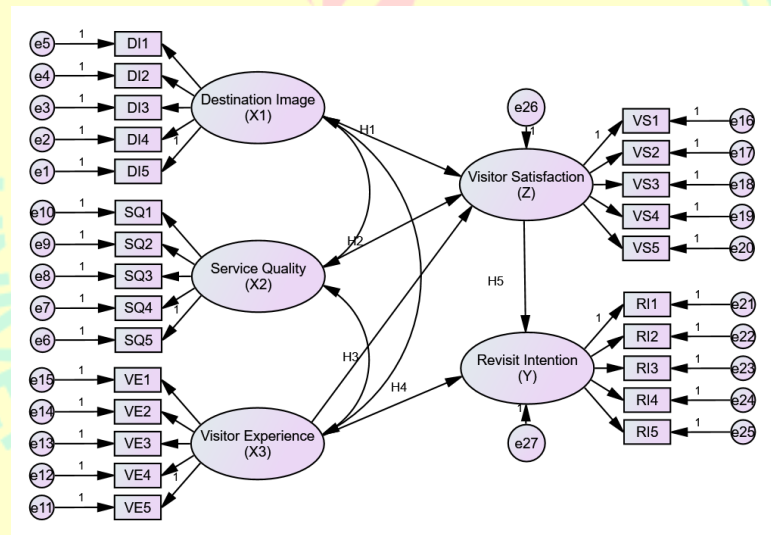 e5 1 DI1
e4 1 DI2
e3 1 DI3
e2 1 DI4
e1 1 DI5
1
Destination Image
(X1)
e10 1 SQ1
e9 1 SQ2
e8 1 SQ3
e7 1 SQ4
e6 1 SQ5
1
Service Quality
(X2)
e15 1 VE1
e14 1 VE2
e13 1 VE3
e12 1 VE4
e11 1 VE5
1
Visitor Experience
(X3)
H1
H2
H3
H4
H5
e26
1
Visitor Satisfaction
(Z)
1
VS1 1 e16
VS2 1 e17
VS3 1 e18
VS4 1 e19
VS5 1 e20
Revisit Intention
(Y)
1
e27
1
RI1 1 e21
RI2 1 e22
RI3 1 e23
RI4 1 e24
RI5 1 e25